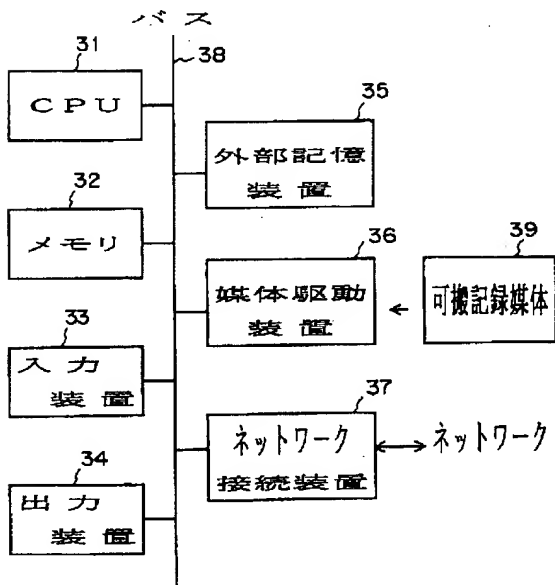 バス
38
31
CPU
32
メモリ
33
入力
装置
34
出力
装置
35
外部記憶
装置
36
媒体駆動
装置
39
可搬記録媒体
37
ネットワーク
接続装置
ネットワーク